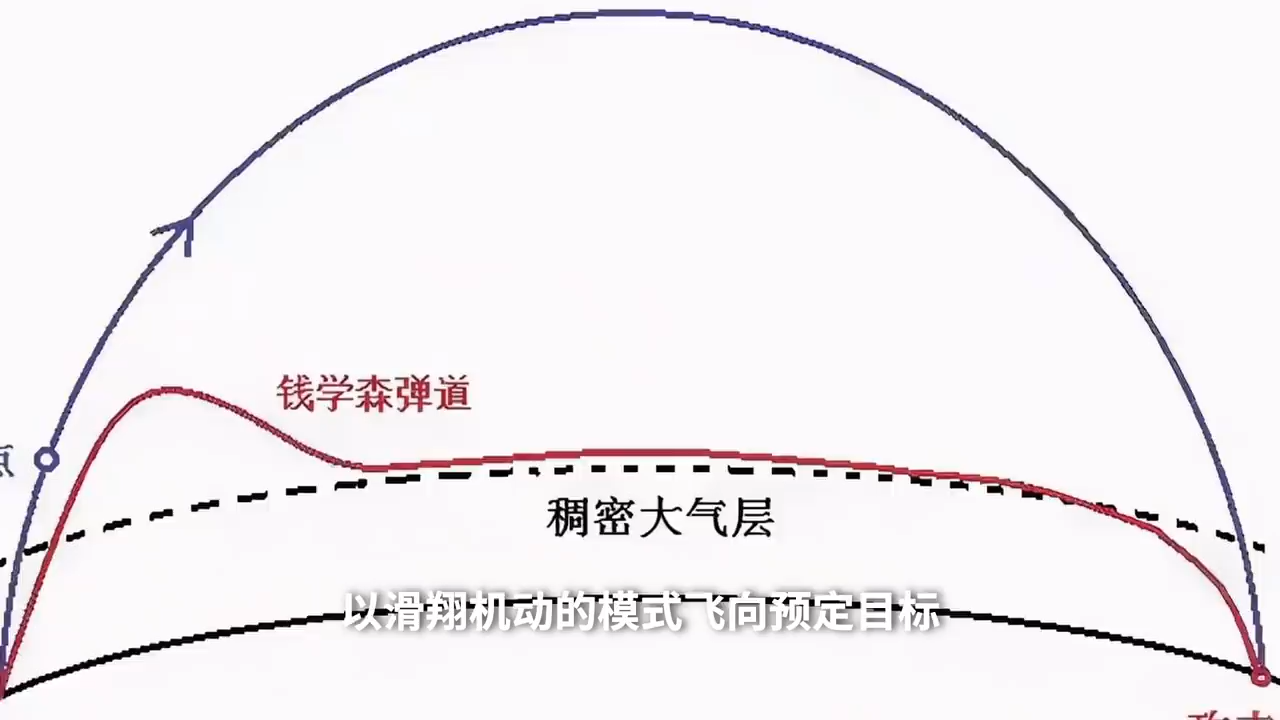 钱学森弹道
点
稠密大气层
以滑翔机动的模式飞向预定目标